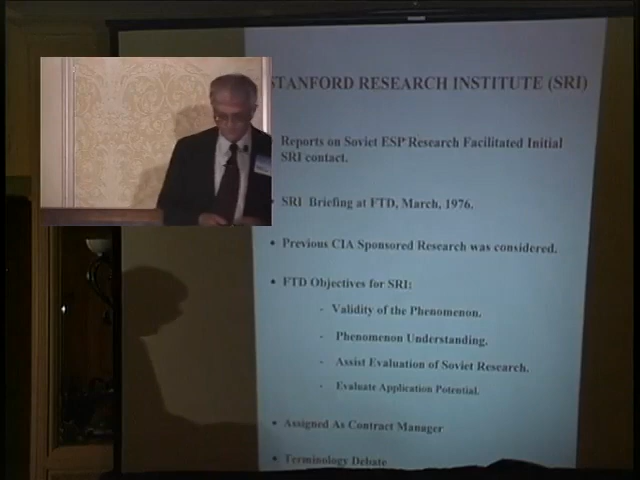 STANFORD RESEARCH INSTITUTE (SRI)
Reports on Soviet ESP Research Facilitated Initial
SRI contact.
• SRI Briefing at FTD, March, 1976.
• Previous CIA Sponsored Research was considered.
• FTD Objectives for SRI:
- Validity of the Phenomenon.
- Phenomenon Understanding.
- Assist Evaluation of Soviet Research.
- Evaluate Application Potential.
• Assigned As Contract Manager
• Terminology Debate